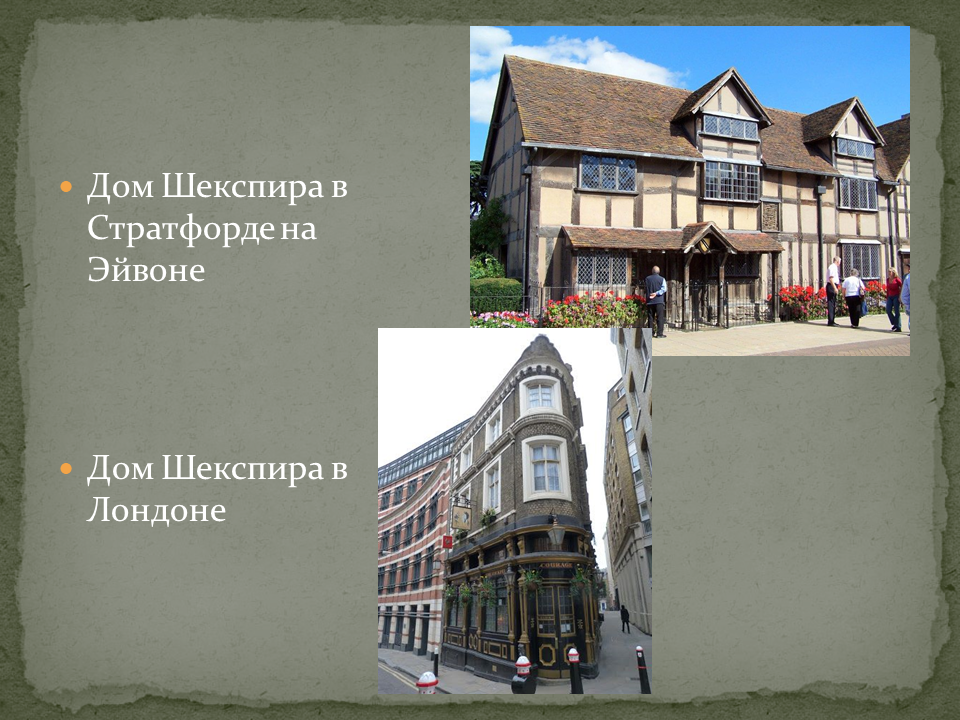 Дом Шекспира в
Стратфорде на
Эйвоне
Дом Шекспира в
Лондоне
COURAGE